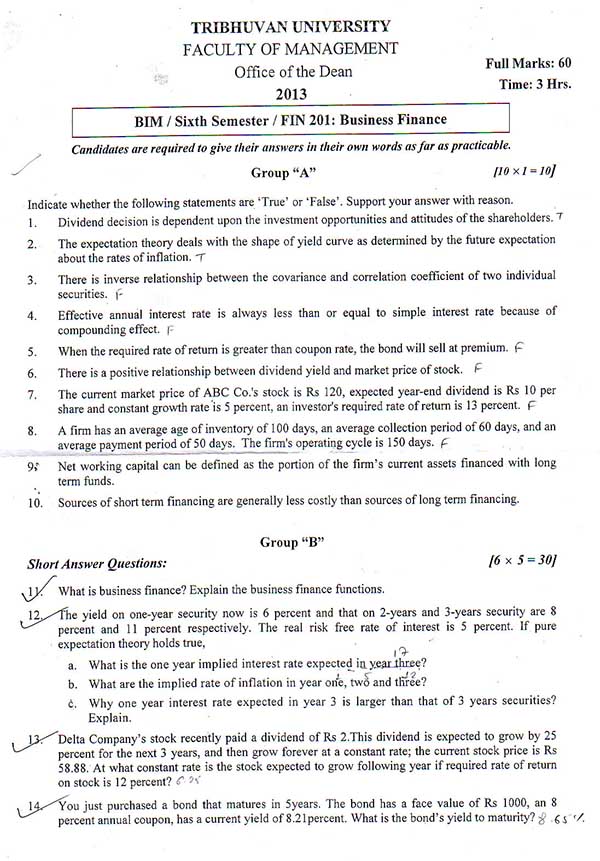 TRIBHUVAN UNIVERSITY
FACULTY OF MANAGEMENT
Office of the Dean
2013
Full Marks: 60
Time: 3 Hrs.
BIM / Sixth Semester / FIN 201: Business Finance
Candidates are required to give their answers in their own words as far as practicable.
Group “A”
[10 × 1 = 10]
Indicate whether the following statements are ‘True’ or ‘False’. Support your answer with reason.
1. Dividend decision is dependent upon the investment opportunities and attitudes of the shareholders. T
2. The expectation theory deals with the shape of yield curve as determined by the future expectation
about the rates of inflation. T
3. There is inverse relationship between the covariance and correlation coefficient of two individual
securities. F
4. Effective annual interest rate is always less than or equal to simple interest rate because of
compounding effect. F
5. When the required rate of return is greater than coupon rate, the bond will sell at premium. F
6. There is a positive relationship between dividend yield and market price of stock. F
7. The current market price of ABC Co.'s stock is Rs 120, expected year-end dividend is Rs 10 per
share and constant growth rate is 5 percent, an investor's required rate of return is 13 percent. F
8. A firm has an average age of inventory of 100 days, an average collection period of 60 days, and an
average payment period of 50 days. The firm's operating cycle is 150 days. F
9. Net working capital can be defined as the portion of the firm's current assets financed with long
term funds.
10. Sources of short term financing are generally less costly than sources of long term financing.
Group “B”
Short Answer Questions:
[6 × 5 = 30]
11. What is business finance? Explain the business finance functions.
12. The yield on one-year security now is 6 percent and that on 2-years and 3-years security are 8
percent and 11 percent respectively. The real risk free rate of interest is 5 percent. If pure
expectation theory holds true,
17
a. What is the one year implied interest rate expected in year three?
1 5 12
b. What are the implied rate of inflation in year one, two and three?
c. Why one year interest rate expected in year 3 is larger than that of 3 years securities?
Explain.
13. Delta Company's stock recently paid a dividend of Rs 2.This dividend is expected to grow by 25
percent for the next 3 years, and then grow forever at a constant rate; the current stock price is Rs
58.88. At what constant rate is the stock expected to grow following year if required rate of return
on stock is 12 percent? 6.25
14. You just purchased a bond that matures in 5years. The bond has a face value of Rs 1000, an 8
percent annual coupon, has a current yield of 8.21percent. What is the bond's yield to maturity? 8.65%